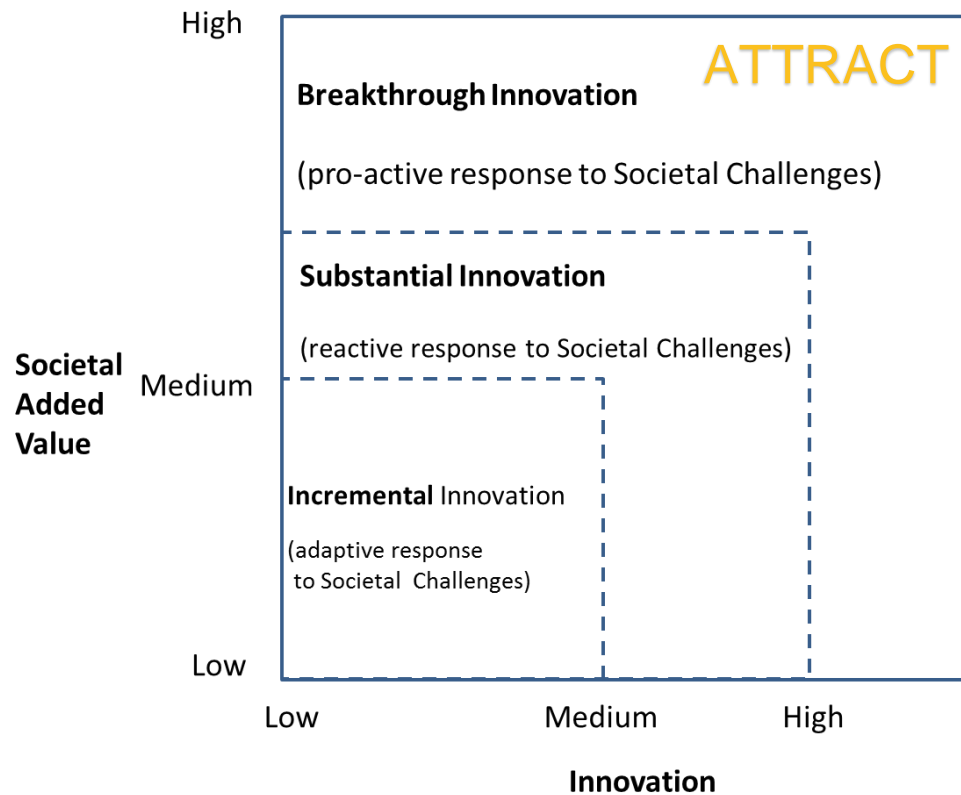 High
ATTRACT
Breakthrough Innovation
(pro-active response to Societal Challenges)
Substantial Innovation
(reactive response to Societal Challenges)
Societal
Added
Value
Medium
Incremental Innovation
(adaptive response
to Societal Challenges)
Low
Low
Medium
High
Innovation